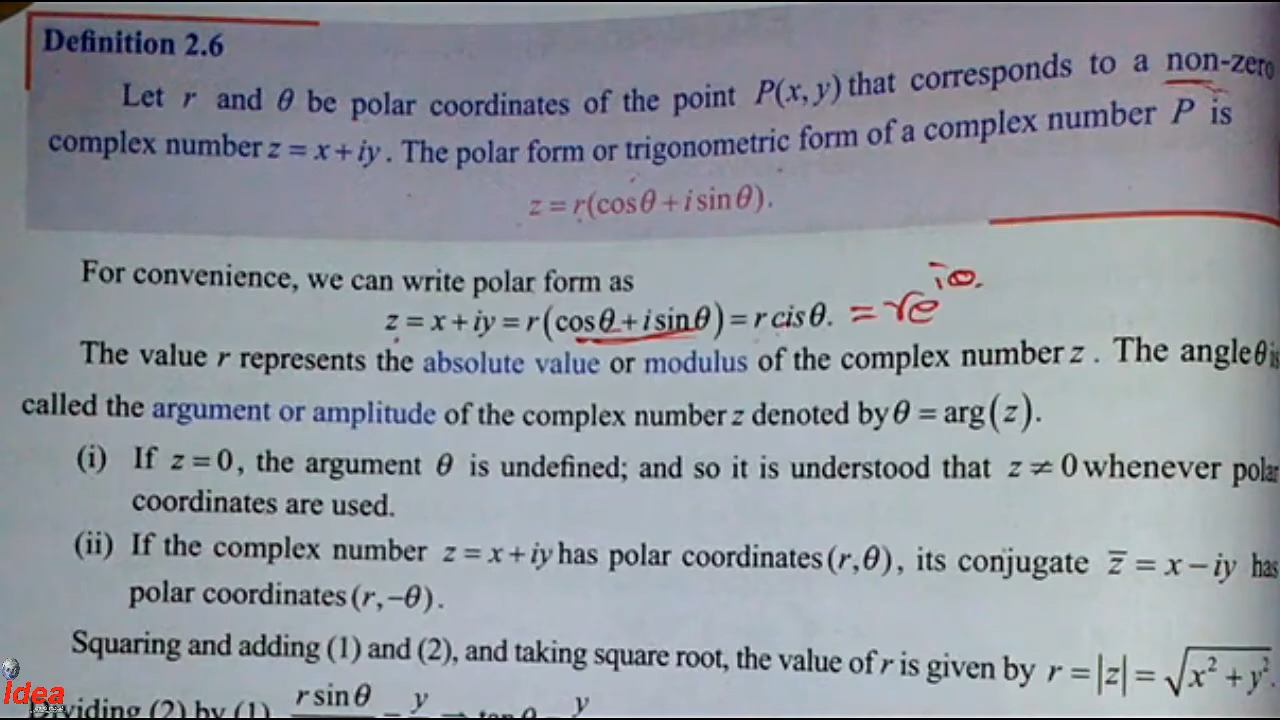 Definition 2.6
Let r and θ be polar coordinates of the point P(x, y) that corresponds to a non-zero
complex number z = x + iy. The polar form or trigonometric form of a complex number P is
z = r(cosθ + i sinθ).
For convenience, we can write polar form as
z = x + iy = r(cosθ + i sinθ) = r cisθ. = re^iθ.
The value r represents the absolute value or modulus of the complex number z . The angle θ is
called the argument or amplitude of the complex number z denoted by θ = arg(z).
(i) If z = 0, the argument θ is undefined; and so it is understood that z ≠ 0 whenever polar
coordinates are used.
(ii) If the complex number z = x + iy has polar coordinates (r, θ), its conjugate z̅ = x − iy has
polar coordinates (r, −θ).
Squaring and adding (1) and (2), and taking square root, the value of r is given by r = |z| = √(x² + y²).
Dividing (2) by (1) r sinθ y y
Idea